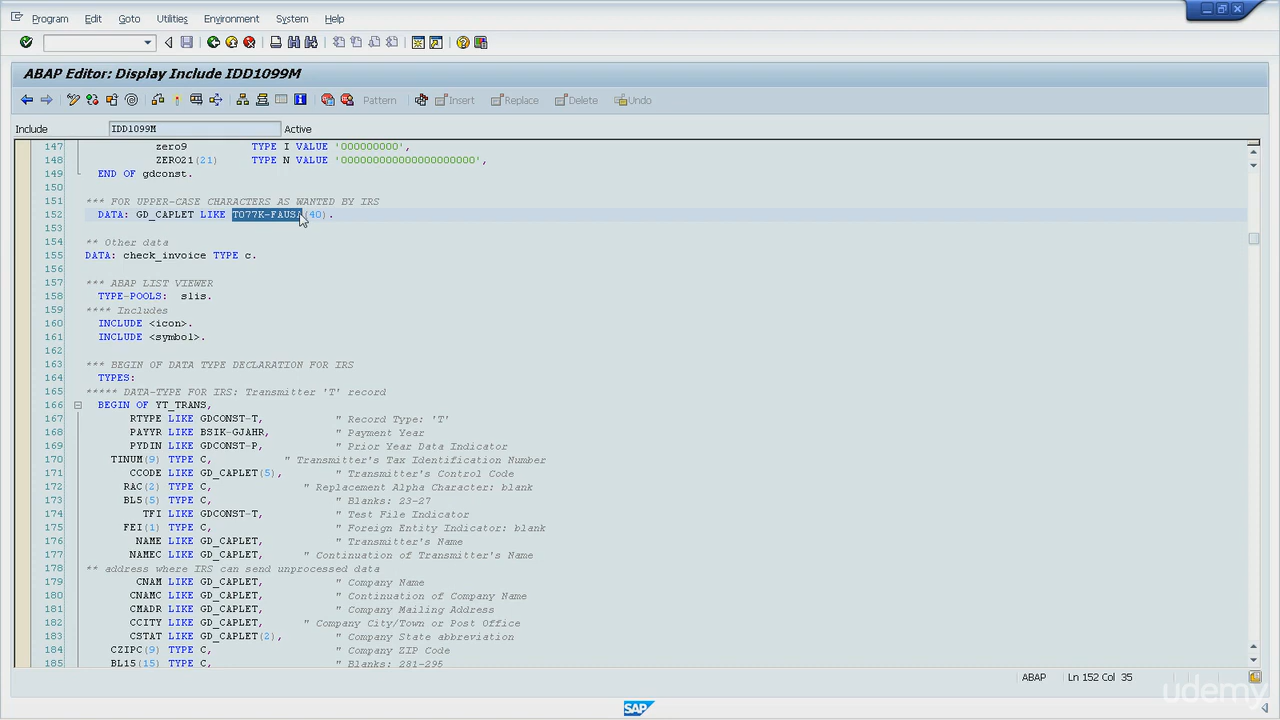 Program Edit Goto Utilities Environment System Help
ABAP Editor: Display Include IDD1099M
Pattern Insert Replace Delete Undo
Include IDD1099M Active
147 zero9 TYPE I VALUE '000000000',
148 ZERO21(21) TYPE N VALUE '000000000000000000000',
149 END OF gdconst.
150
151 *** FOR UPPER-CASE CHARACTERS AS WANTED BY IRS
152 DATA: GD_CAPLET LIKE T077K-FAUSA(40).
153
154 ** Other data
155 DATA: check_invoice TYPE c.
156
157 *** ABAP LIST VIEWER
158 TYPE-POOLS: slis.
159 **** Includes
160 INCLUDE <icon>.
161 INCLUDE <symbol>.
162
163 *** BEGIN OF DATA TYPE DECLARATION FOR IRS
164 TYPES:
165 ***** DATA-TYPE FOR IRS: Transmitter 'T' record
166 BEGIN OF YT_TRANS,
167 RTYPE LIKE GDCONST-T, " Record Type: 'T'
168 PAYYR LIKE BSIK-GJAHR, " Payment Year
169 PYDIN LIKE GDCONST-P, " Prior Year Data Indicator
170 TINUM(9) TYPE C, " Transmitter's Tax Identification Number
171 CCODE LIKE GD_CAPLET(5), " Transmitter's Control Code
172 RAC(2) TYPE C, " Replacement Alpha Character: blank
173 BL5(5) TYPE C, " Blanks: 23-27
174 TFI LIKE GDCONST-T, " Test File Indicator
175 FEI(1) TYPE C, " Foreign Entity Indicator: blank
176 NAME LIKE GD_CAPLET, " Transmitter's Name
177 NAMEC LIKE GD_CAPLET, " Continuation of Transmitter's Name
178 ** address where IRS can send unprocessed data
179 CNAM LIKE GD_CAPLET, " Company Name
180 CNAMC LIKE GD_CAPLET, " Continuation of Company Name
181 CMADR LIKE GD_CAPLET, " Company Mailing Address
182 CCITY LIKE GD_CAPLET, " Company City/Town or Post Office
183 CSTAT LIKE GD_CAPLET(2), " Company State abbreviation
184 CZIPC(9) TYPE C, " Company ZIP Code
185 BL15(15) TYPE C, " Blanks: 281-295
ABAP Ln 152 Col 35
udemy
SAP